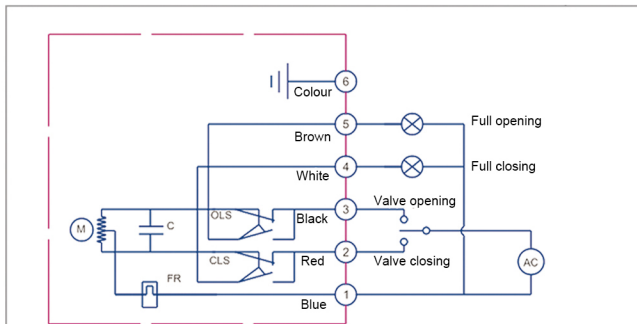 6
Colour
5
Full opening
Brown
4
Full closing
White
OLS
3
Valve opening
Black
M
C
CLS
2
Red
Valve closing
AC
FR
1
Blue